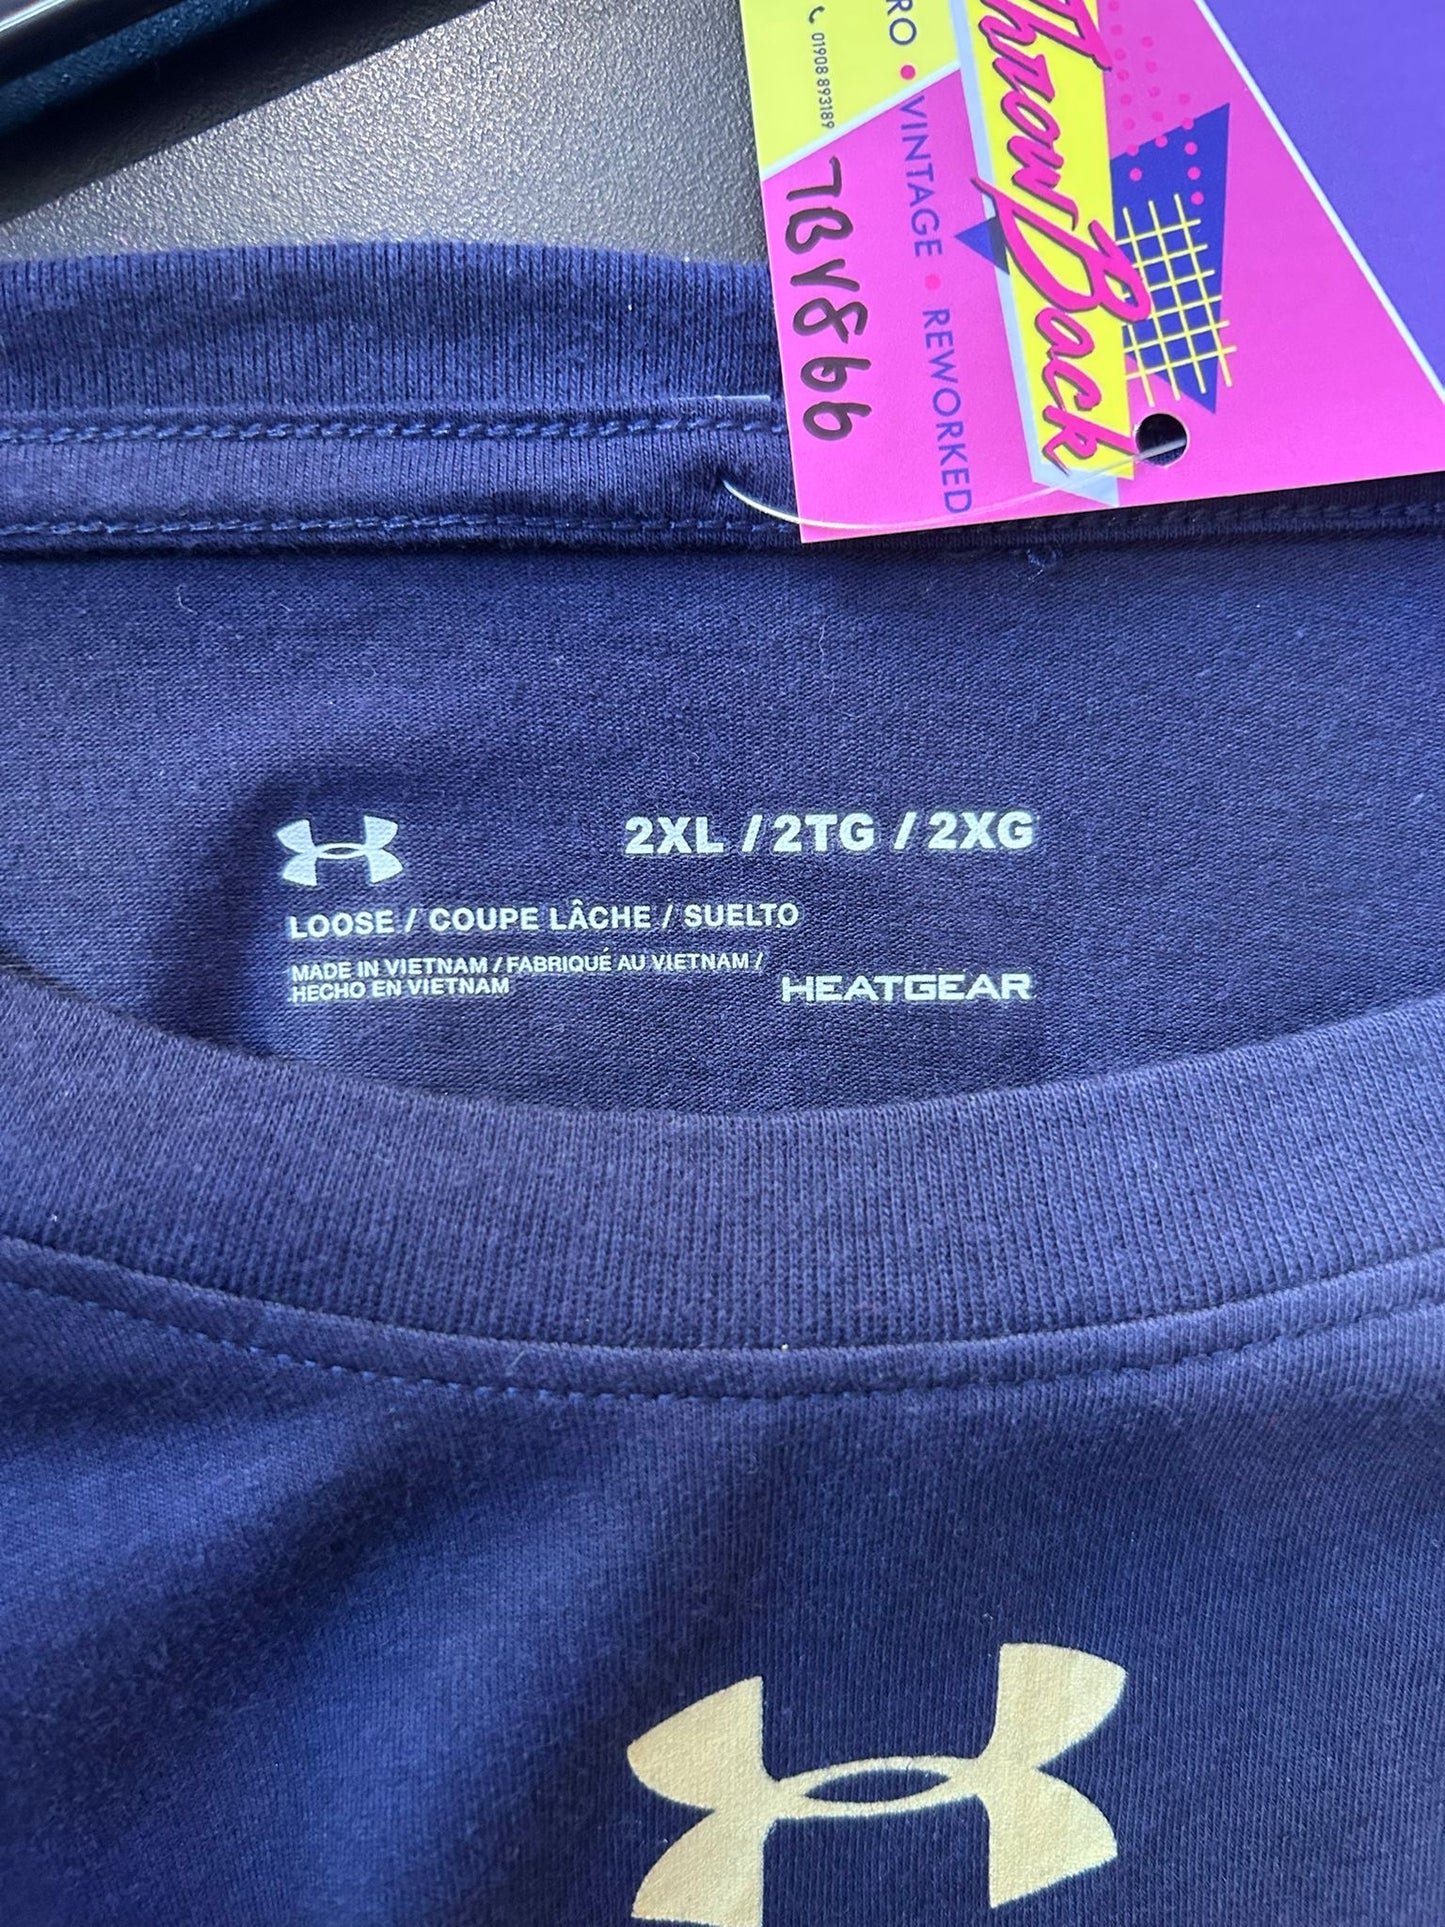 ThrowBack
RO • VINTAGE • REWORKED
01908 893189
TBV866
2XL / 2TG / 2XG
LOOSE / COUPE LÂCHE / SUELTO
MADE IN VIETNAM / FABRIQUÉ AU VIETNAM /
HECHO EN VIETNAM
HEATGEAR